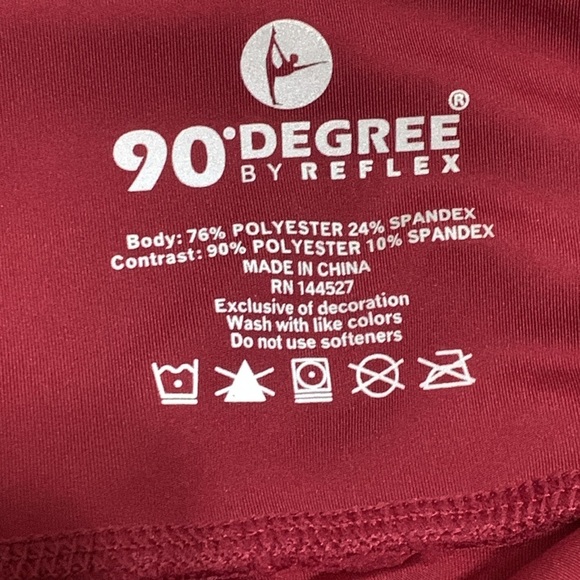 90°DEGREE®
BY REFLEX
Body: 76% POLYESTER 24% SPANDEX
Contrast: 90% POLYESTER 10% SPANDEX
MADE IN CHINA
RN 144527
Exclusive of decoration
Wash with like colors
Do not use softeners